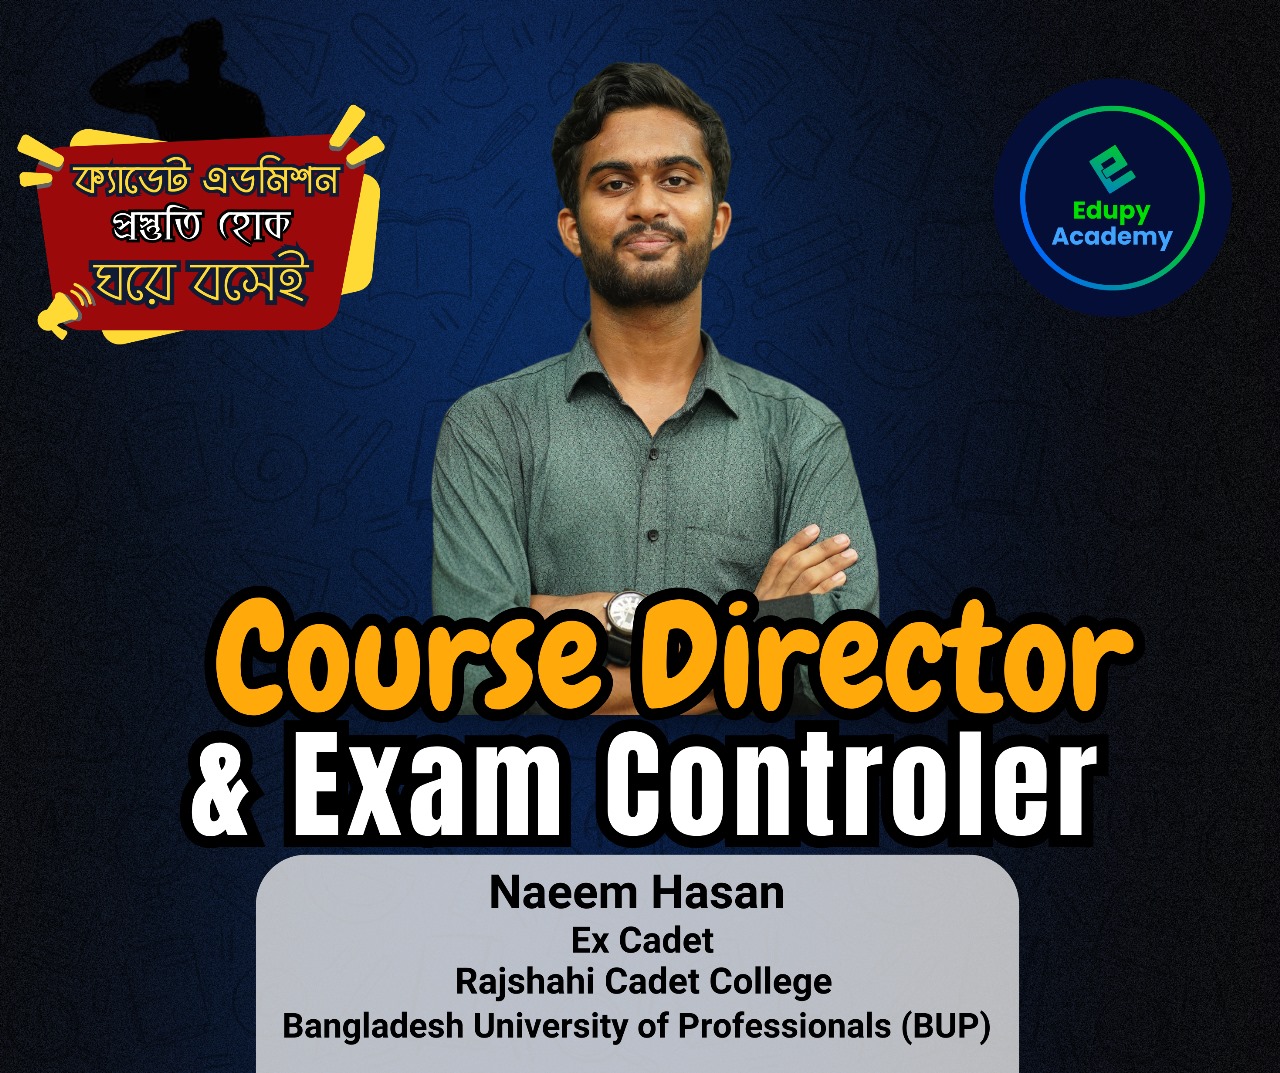 ক্যাডেট এডমিশন
প্রস্তুতি হোক
ঘরে বসেই
Edupy
Academy
Course Director
& Exam Controler
Naeem Hasan
Ex Cadet
Rajshahi Cadet College
Bangladesh University of Professionals (BUP)